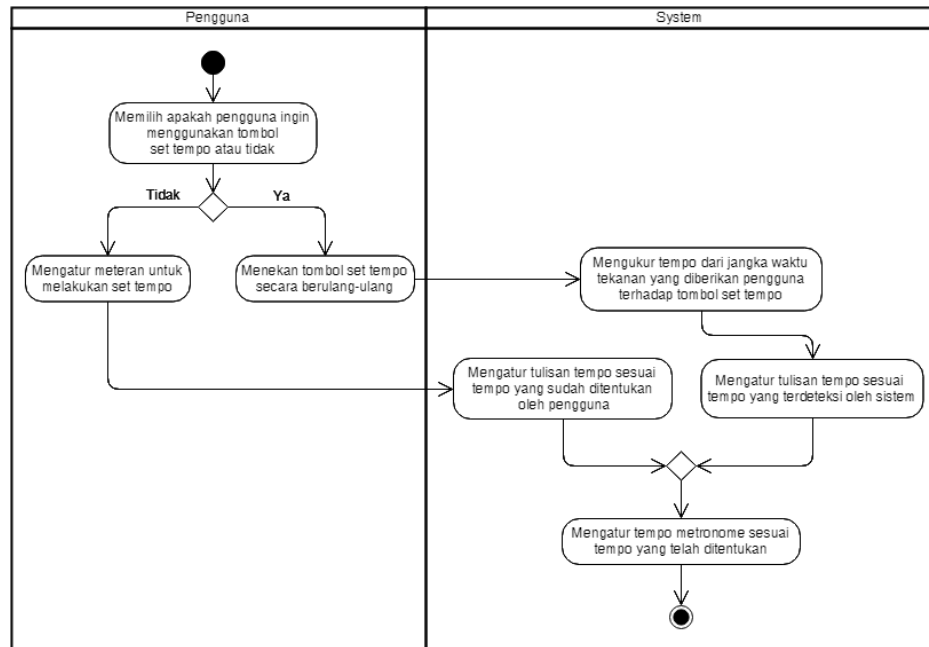 Pengguna
System
Memilih apakah pengguna ingin
menggunakan tombol
set tempo atau tidak
Tidak
Ya
Mengatur meteran untuk
melakukan set tempo
Menekan tombol set tempo
secara berulang-ulang
Mengukur tempo dari jangka waktu
tekanan yang diberikan pengguna
terhadap tombol set tempo
Mengatur tulisan tempo sesuai
tempo yang sudah ditentukan
oleh pengguna
Mengatur tulisan tempo sesuai
tempo yang terdeteksi oleh sistem
Mengatur tempo metronome sesuai
tempo yang telah ditentukan